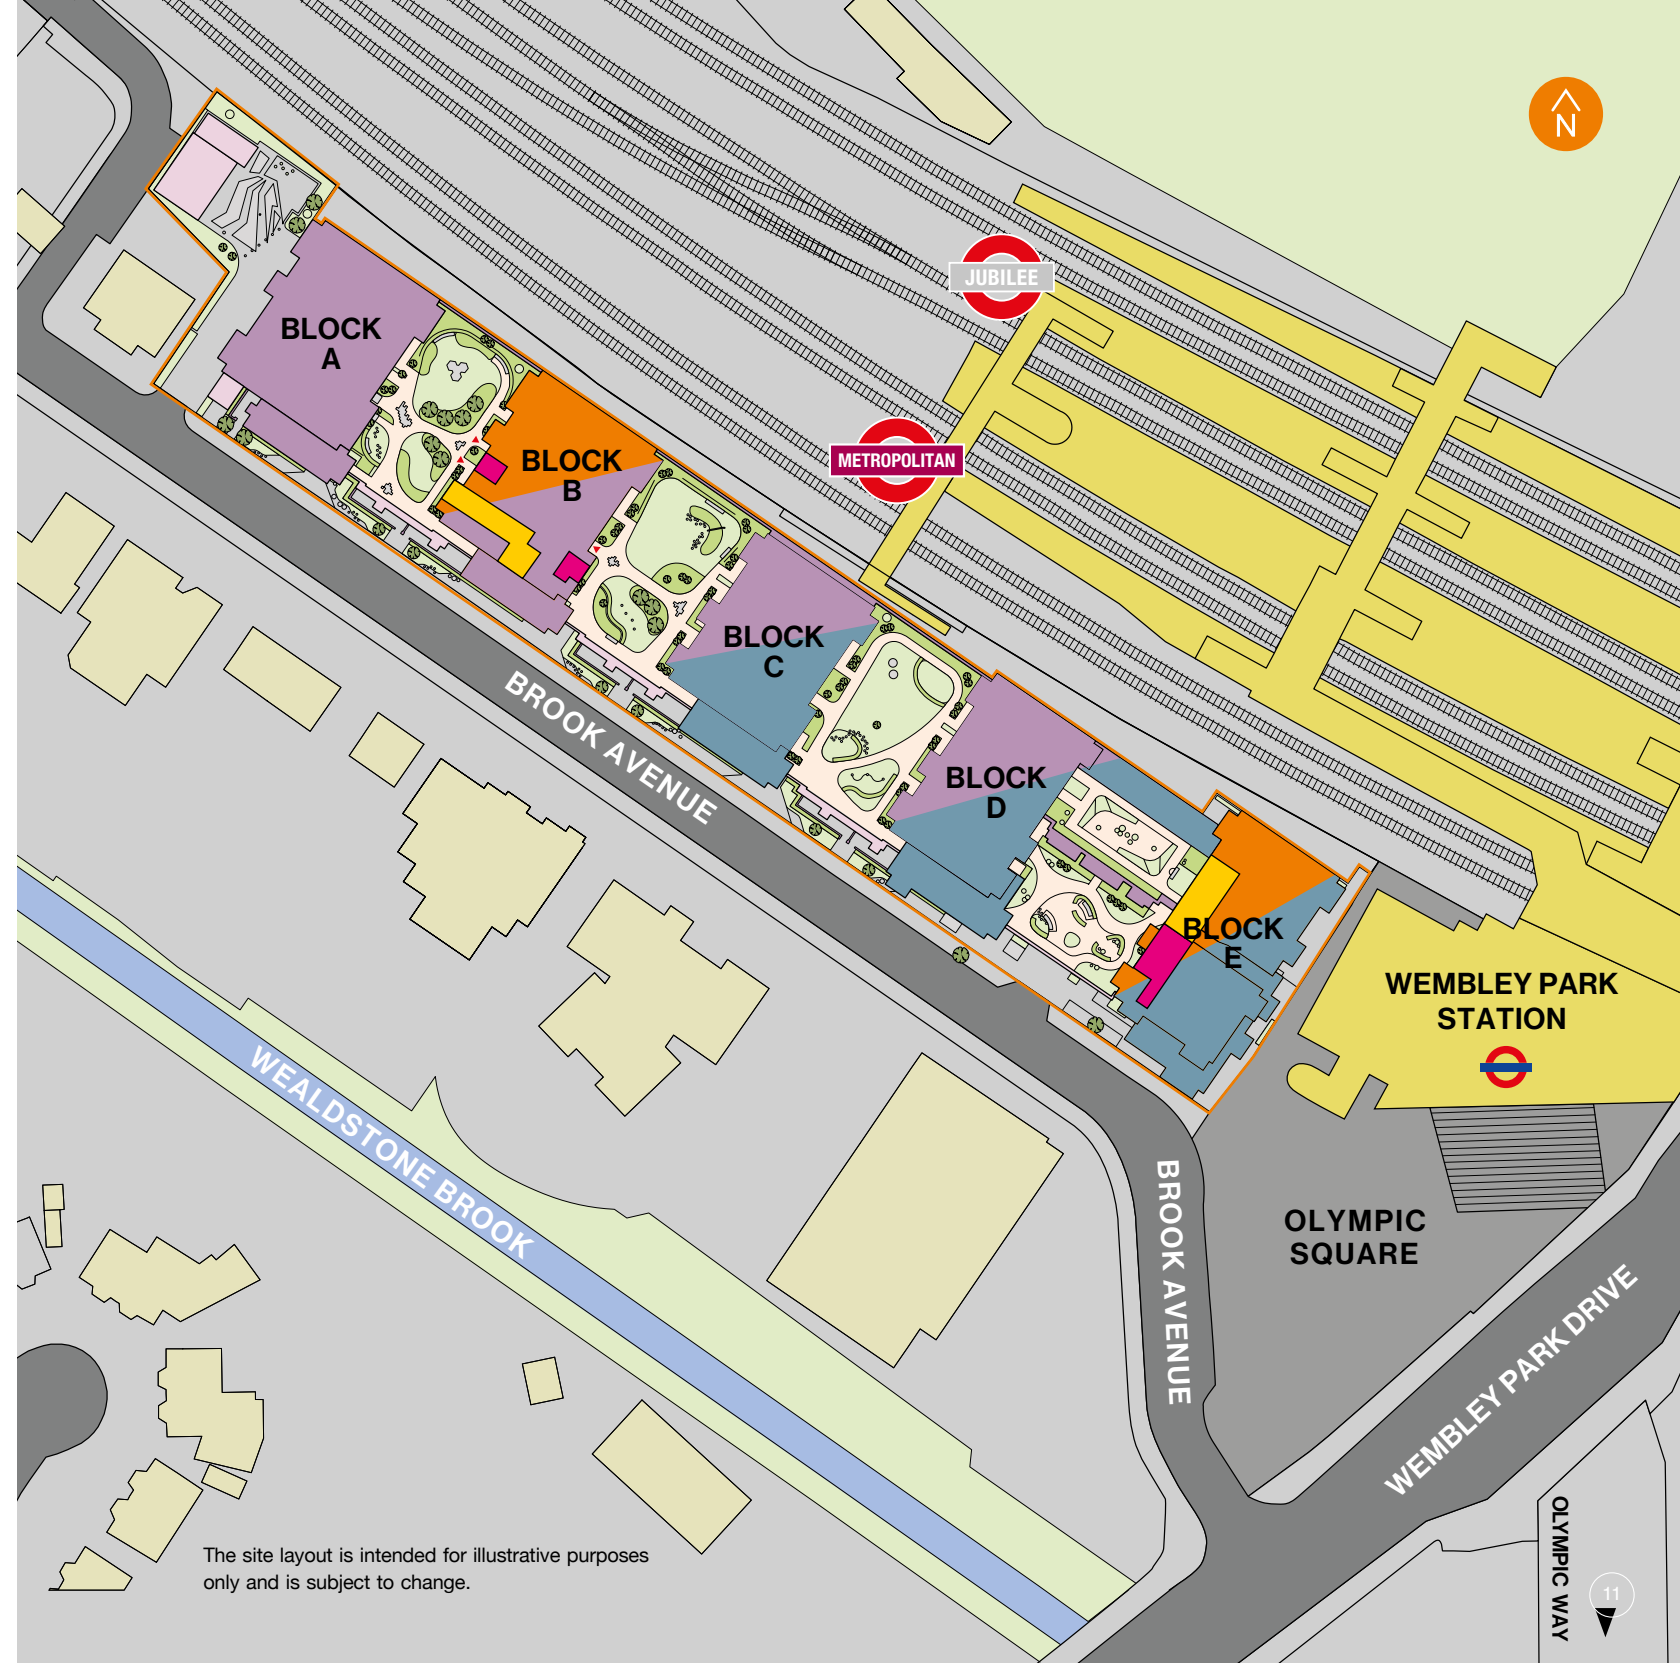 N
JUBILEE
BLOCK
A
METROPOLITAN
BLOCK
B
BLOCK
C
BROOK AVENUE
BLOCK
D
BLOCK
E
WEMBLEY PARK
STATION
WEALDSTONE BROOK
BROOK AVENUE
OLYMPIC
SQUARE
WEMBLEY PARK DRIVE
OLYMPIC WAY
The site layout is intended for illustrative purposes
only and is subject to change.
11